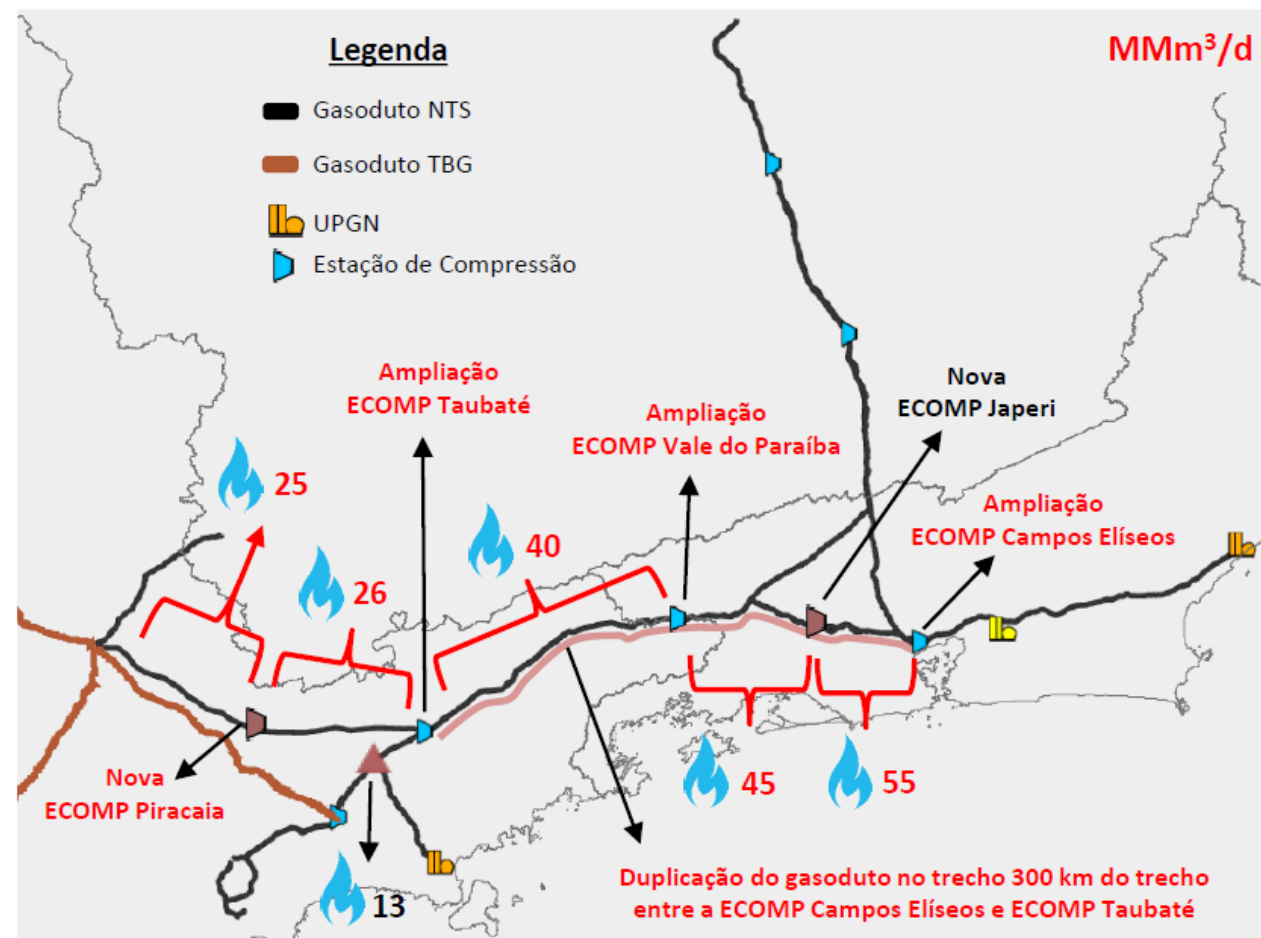 Legenda
MMm³/d
Gasoduto NTS
Gasoduto TBG
UPGN
Estação de Compressão
Ampliação
ECOMP Taubaté
Nova
ECOMP Japeri
Ampliação
ECOMP Vale do Paraíba
25
Ampliação
ECOMP Campos Elíseos
40
26
Nova
ECOMP Piracaia
45
55
13
Duplicação do gasoduto no trecho 300 km do trecho
entre a ECOMP Campos Elíseos e ECOMP Taubaté